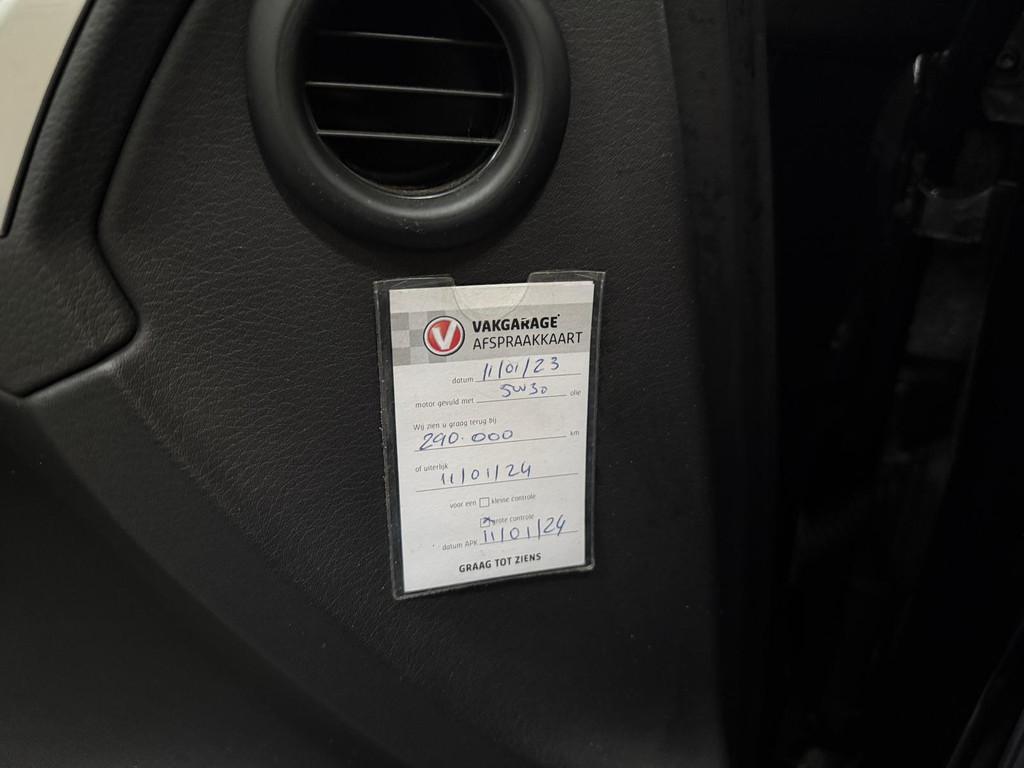 V
VAKGARAGE
AFSPRAAKKAART
datum 11/01/23
motor gevuld met 5W30 olie
Wij zien u graag terug bij
290.000 km
of uiterlijk
11/01/24
voor een kleine controle
grote controle
datum APK 11/01/24
GRAAG TOT ZIENS